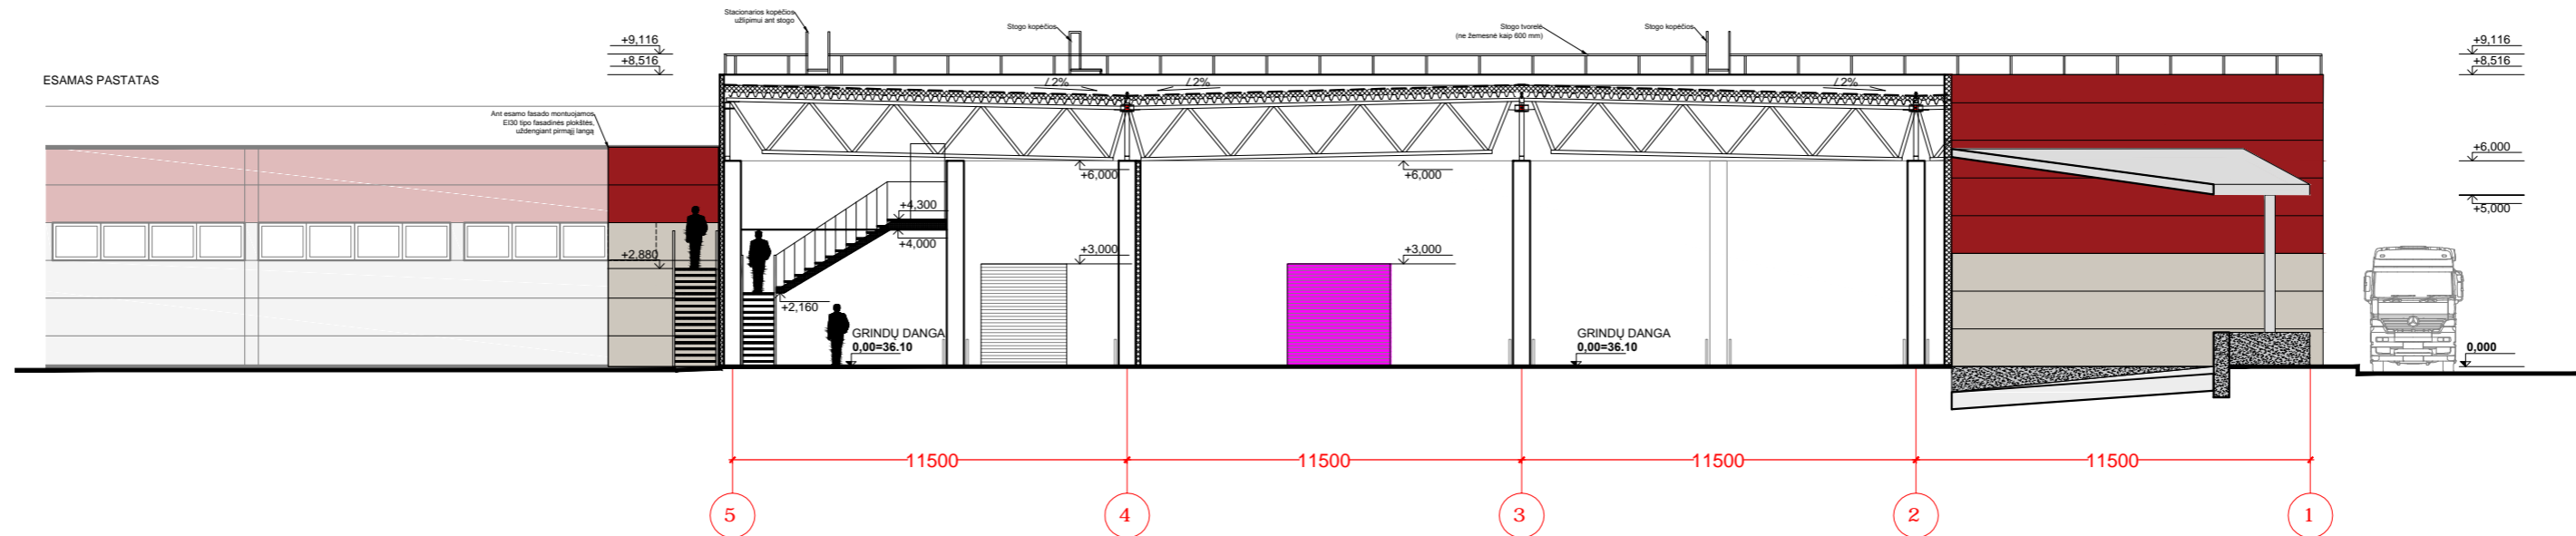 Stacionarios kopėčios
užlipimui ant stogo
Stogo kopėčios
Stogo tvorelė
(ne žemesnė kaip 600 mm)
Stogo kopėčios
+9,116
+8,516
+9,116
+8,516
ESAMAS PASTATAS
∠2%
∠2%
∠2%
Ant esamo fasado montuojamos
EI30 tipo fasadinės plokštės,
uždengiant pirmąjį langą
+6,000
+6,000
+6,000
+5,000
+4,300
+4,000
+2,880
+3,000
+3,000
+2,160
GRINDŲ DANGA
0,00=36.10
GRINDŲ DANGA
0,00=36.10
0,000
11500
11500
11500
11500
5
4
3
2
1